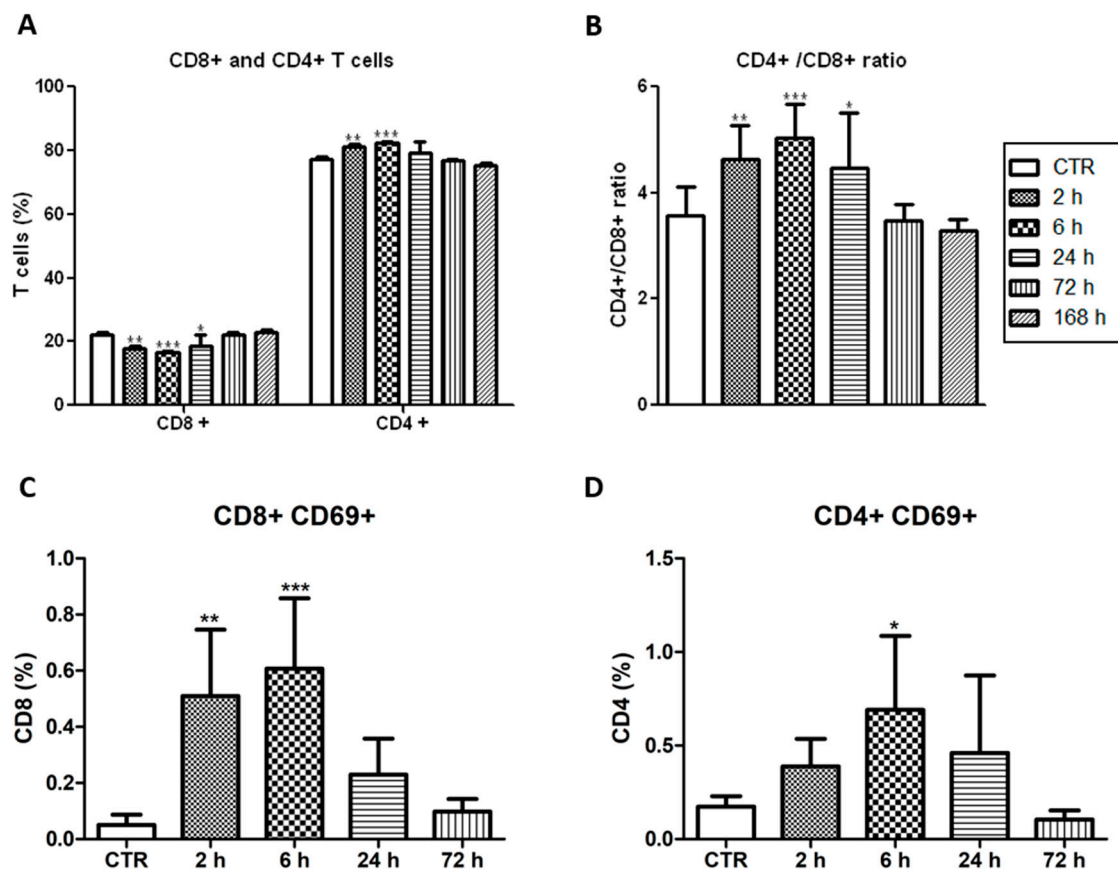 A
CD8+ and CD4+ T cells
T cells (%)
100
80
60
40
20
0
** *** *
** ***
CD8 +
CD4 +
B
CD4+ /CD8+ ratio
CD4+/CD8+ ratio
6
4
2
0
** *** *
CTR
2 h
6 h
24 h
72 h
168 h
C
CD8+ CD69+
CD8 (%)
1.0
0.8
0.6
0.4
0.2
0.0
** ***
CTR 2 h 6 h 24 h 72 h
D
CD4+ CD69+
CD4 (%)
1.5
1.0
0.5
0.0
*
CTR 2 h 6 h 24 h 72 h